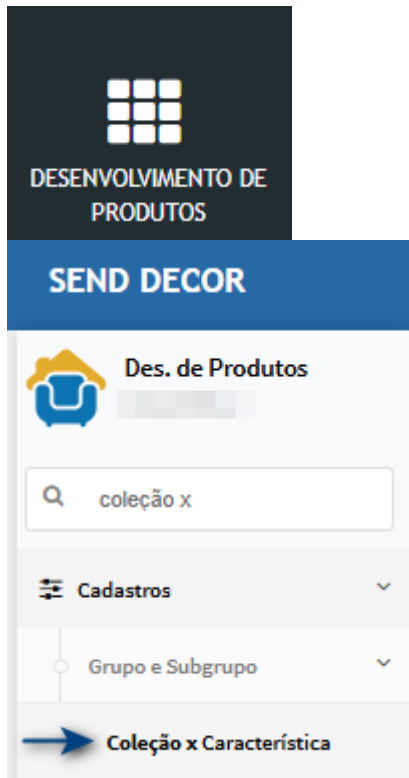 DESENVOLVIMENTO DE
PRODUTOS
SEND DECOR
Des. de Produtos
coleção x
Cadastros
Grupo e Subgrupo
Coleção x Característica